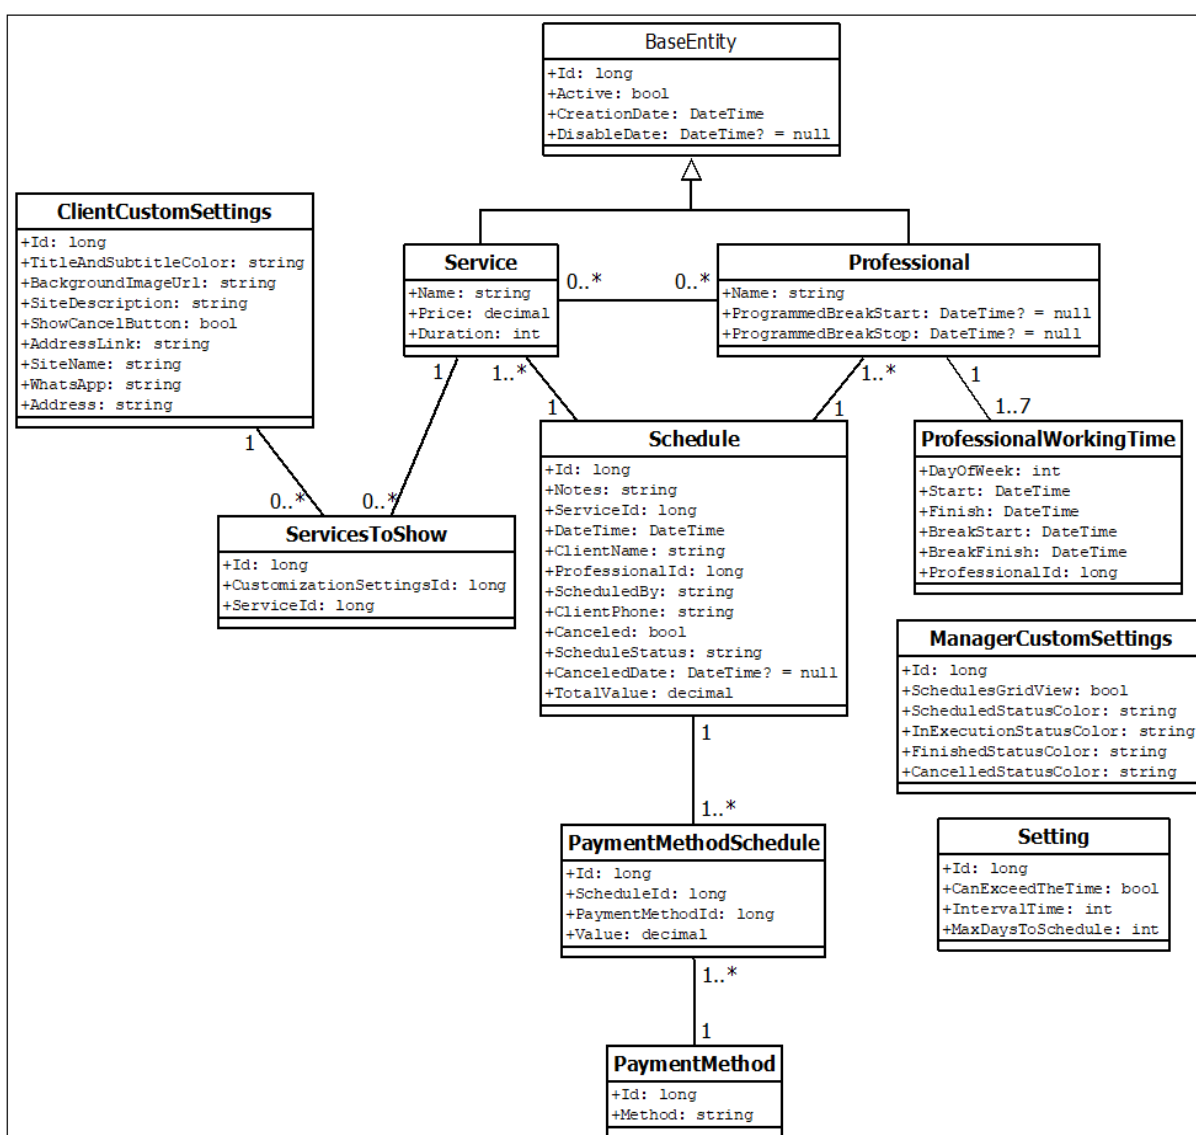 BaseEntity
+Id: long
+Active: bool
+CreationDate: DateTime
+DisableDate: DateTime? = null
ClientCustomSettings
+Id: long
+TitleAndSubtitleColor: string
+BackgroundImageUrl: string
+SiteDescription: string
+ShowCancelButton: bool
+AddressLink: string
+SiteName: string
+WhatsApp: string
+Address: string
Service
+Name: string
+Price: decimal
+Duration: int
0..*
0..*
Professional
+Name: string
+ProgrammedBreakStart: DateTime? = null
+ProgrammedBreakStop: DateTime? = null
1
1..*
1..*
1
1
1
1..7
1
0..*
0..*
ServicesToShow
+Id: long
+CustomizationSettingsId: long
+ServiceId: long
Schedule
+Id: long
+Notes: string
+ServiceId: long
+DateTime: DateTime
+ClientName: string
+ProfessionalId: long
+ScheduledBy: string
+ClientPhone: string
+Canceled: bool
+ScheduleStatus: string
+CanceledDate: DateTime? = null
+TotalValue: decimal
ProfessionalWorkingTime
+DayOfWeek: int
+Start: DateTime
+Finish: DateTime
+BreakStart: DateTime
+BreakFinish: DateTime
+ProfessionalId: long
ManagerCustomSettings
+Id: long
+SchedulesGridView: bool
+ScheduledStatusColor: string
+InExecutionStatusColor: string
+FinishedStatusColor: string
+CancelledStatusColor: string
1
1..*
PaymentMethodSchedule
+Id: long
+ScheduleId: long
+PaymentMethodId: long
+Value: decimal
Setting
+Id: long
+CanExceedTheTime: bool
+IntervalTime: int
+MaxDaysToSchedule: int
1..*
1
PaymentMethod
+Id: long
+Method: string